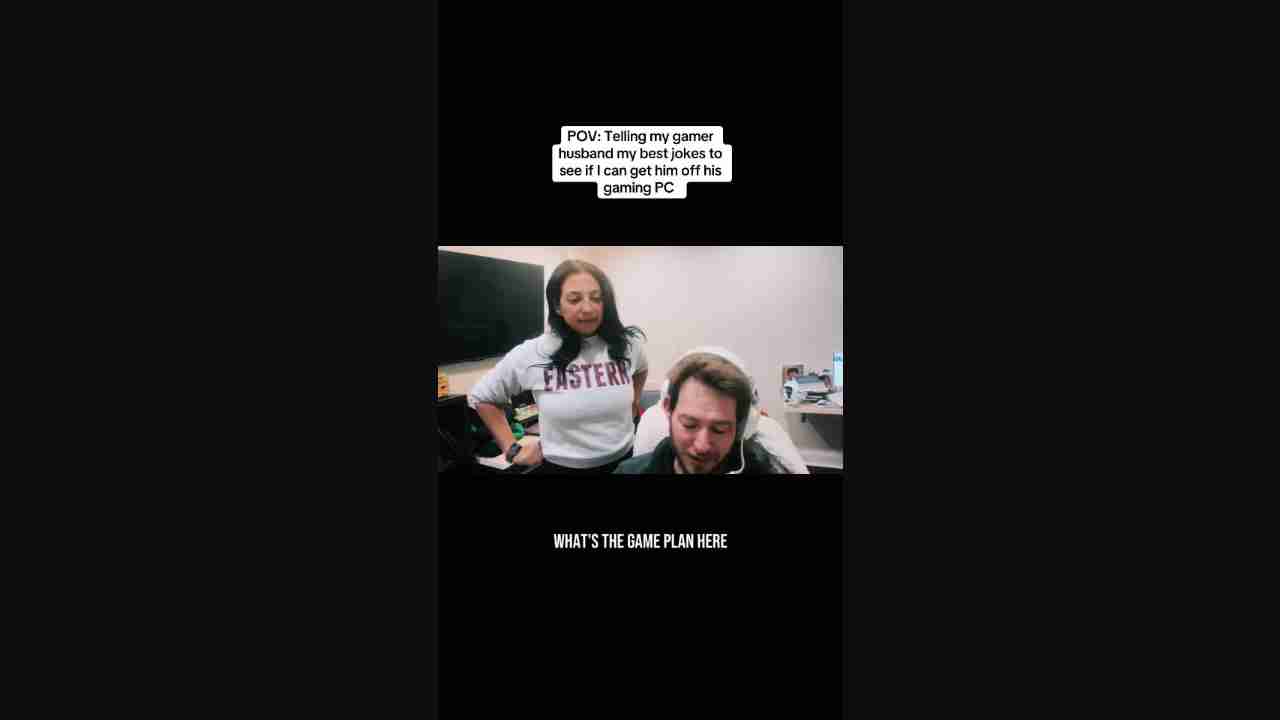 POV: Telling my gamer
husband my best jokes to
see if I can get him off his
gaming PC
EASTERN
WHAT'S THE GAME PLAN HERE